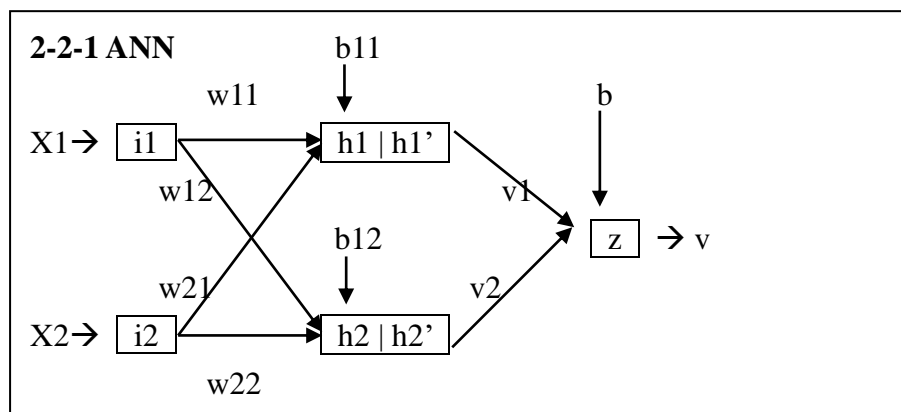 2-2-1 ANN
b11
w11
b
X1→ i1
h1 | h1’
w12
v1
b12
z → v
w21
v2
X2→ i2
h2 | h2’
w22